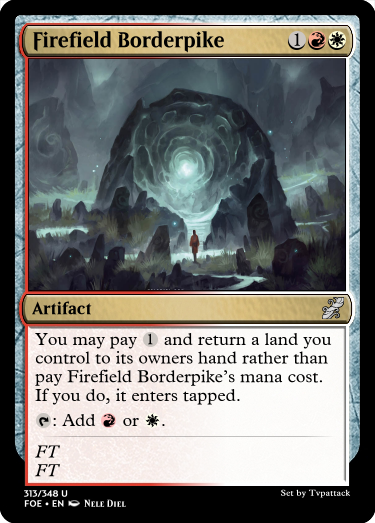 Firefield Borderpike 1
Artifact
You may pay 1 and return a land you
control to its owners hand rather than
pay Firefield Borderpike's mana cost.
If you do, it enters tapped.
: Add or .
FT
FT
313/348 U
FOE • EN Nele Diel
Set by Tvpattack